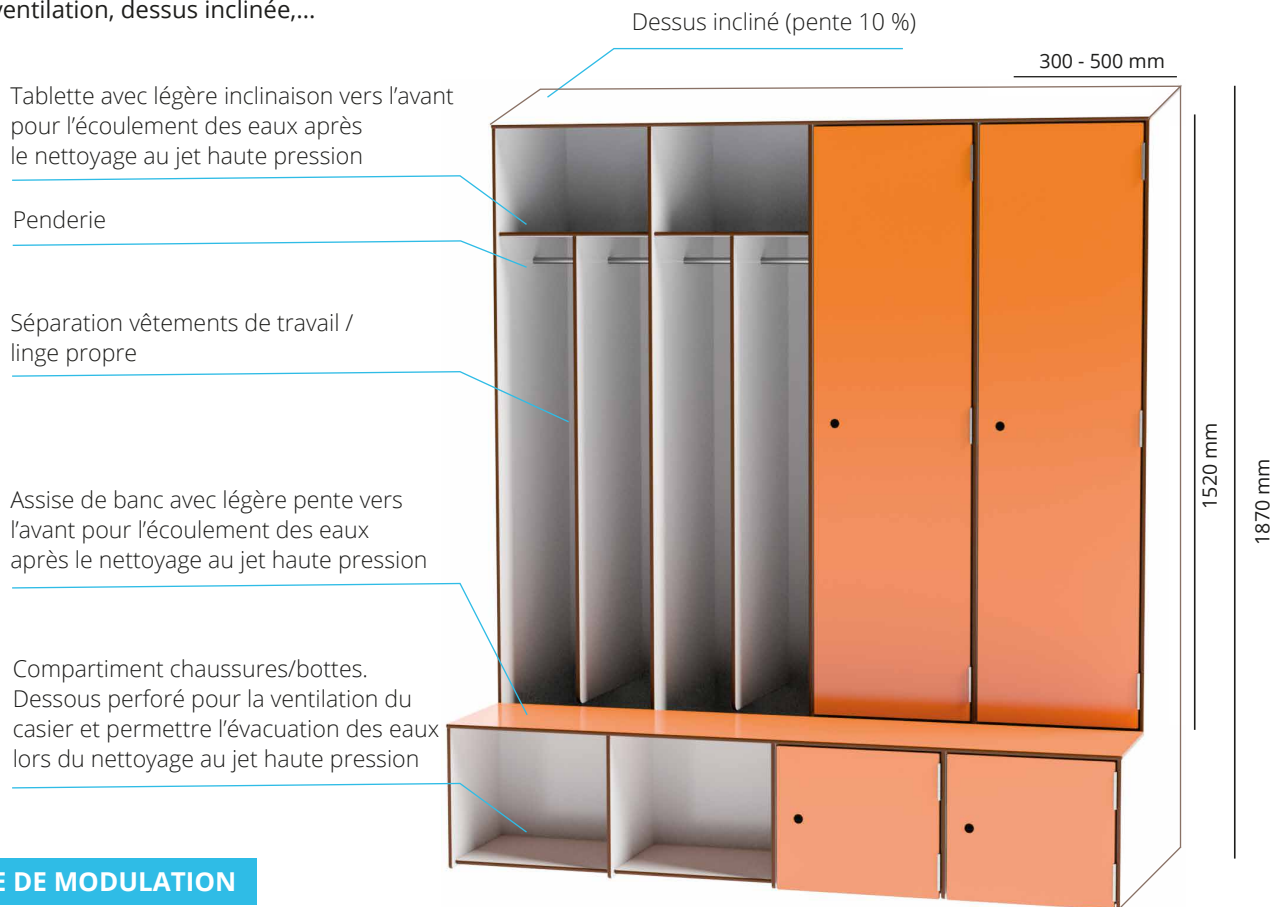 ventilation, dessus inclinée,...
Dessus incliné (pente 10 %)
300 - 500 mm
Tablette avec légère inclinaison vers l'avant
pour l'écoulement des eaux après
le nettoyage au jet haute pression
Penderie
Séparation vêtements de travail /
linge propre
Assise de banc avec légère pente vers
l'avant pour l'écoulement des eaux
après le nettoyage au jet haute pression
Compartiment chaussures/bottes.
Dessous perforé pour la ventilation du
casier et permettre l'évacuation des eaux
lors du nettoyage au jet haute pression
1520 mm
1870 mm
E DE MODULATION